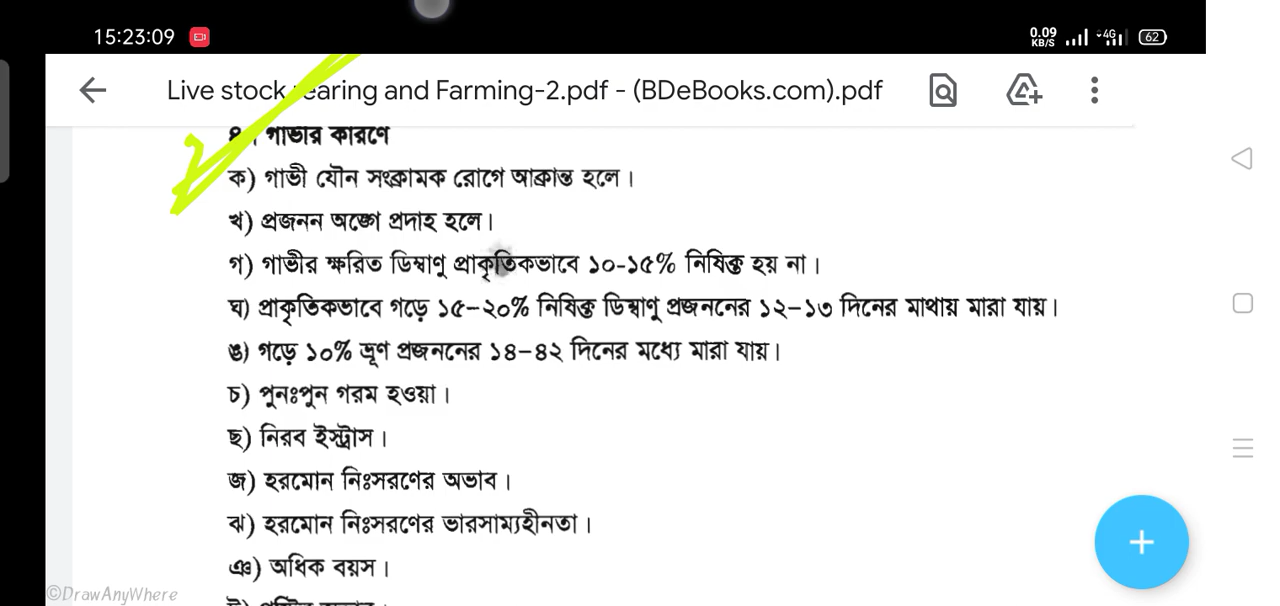 15:23:09
0.09 KB/S 4G 62
Live stock rearing and Farming-2.pdf - (BDeBooks.com).pdf
গাভীর কারণে
ক) গাভী যৌন সংক্রামক রোগে আক্রান্ত হলে।
খ) প্রজনন অঙ্গে প্রদাহ হলে।
গ) গাভীর ক্ষরিত ডিম্বাণু প্রাকৃতিকভাবে ১০-১৫% নিষিক্ত হয় না।
ঘ) প্রাকৃতিকভাবে গড়ে ১৫–২০% নিষিক্ত ডিম্বাণু প্রজননের ১২–১৩ দিনের মাথায় মারা যায়।
ঙ) গড়ে ১০% ভ্রূণ প্রজননের ১৪–৪২ দিনের মধ্যে মারা যায়।
চ) পুনঃপুন গরম হওয়া।
ছ) নিরব ইস্ট্রাস।
জ) হরমোন নিঃসরণের অভাব।
ঝ) হরমোন নিঃসরণের ভারসাম্যহীনতা।
ঞ) অধিক বয়স।
©DrawAnyWhere